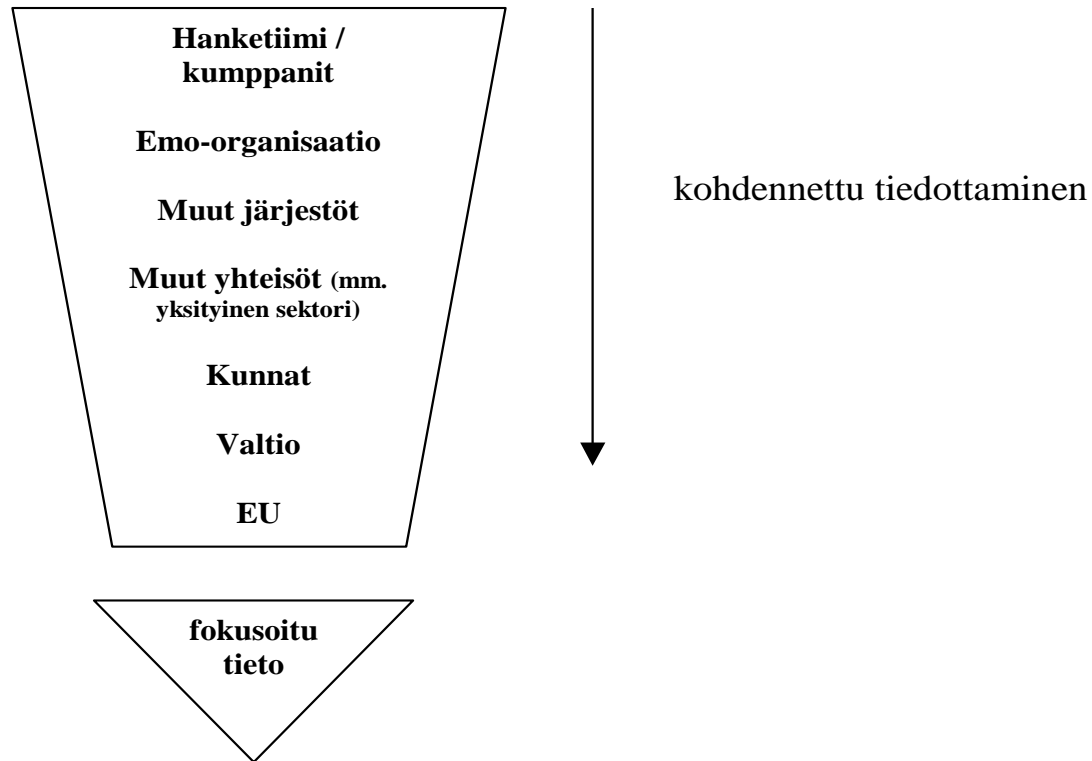 Hanketiimi /
kumppanit
Emo-organisaatio
Muut järjestöt
Muut yhteisöt (mm.
yksityinen sektori)
Kunnat
Valtio
EU
kohdennettu tiedottaminen
fokusoitu
tieto